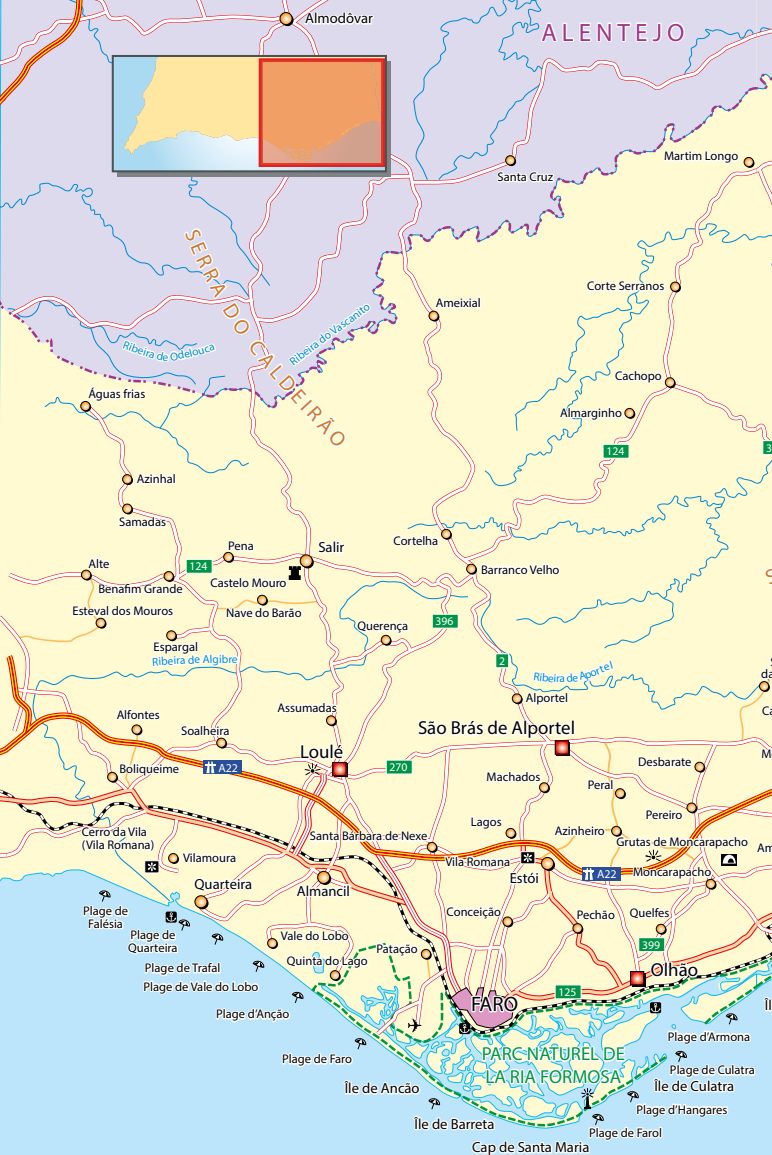 Almodôvar
ALENTEJO
Martim Longo
Santa Cruz
SERRA DO CALDEIRÃO
Corte Serranos
Ameixial
Ribeira do Vascanito
Ribeira de Odelouca
Cachopo
Águas frias
Almarginho
124
Azinhal
Samadas
Cortelha
Pena
Salir
Alte
124
Barranco Velho
Castelo Mouro
Benafim Grande
Esteval dos Mouros
Nave do Barão
396
Querença
Espargal
Ribeira de Algibre
2
Ribeira de Aportel
Alportel
Assumadas
Alfontes
Soalheira
São Brás de Alportel
Loulé
Boliqueime
A22
270
Desbarate
Machados
Peral
Pereiro
Lagos
Azinheiro
Cerro da Vila
(Vila Romana)
Santa Bárbara de Nexe
Grutas de Moncarapacho
Vilamoura
Vila Romana
Estói
A22
Moncarapacho
Quarteira
Almancil
Plage de
Falésia
Conceição
Pechão
Quelfes
Plage de
Quarteira
Vale do Lobo
Patação
399
Quinta do Lago
Plage de Trafal
Olhão
Plage de Vale do Lobo
125
FARO
Plage d'Anção
Plage d'Armona
Plage de Faro
PARC NATUREL DE
LA RIA FORMOSA
Plage de Culatra
Île de Culatra
Île de Ancão
Plage d'Hangares
Île de Barreta
Plage de Farol
Cap de Santa Maria